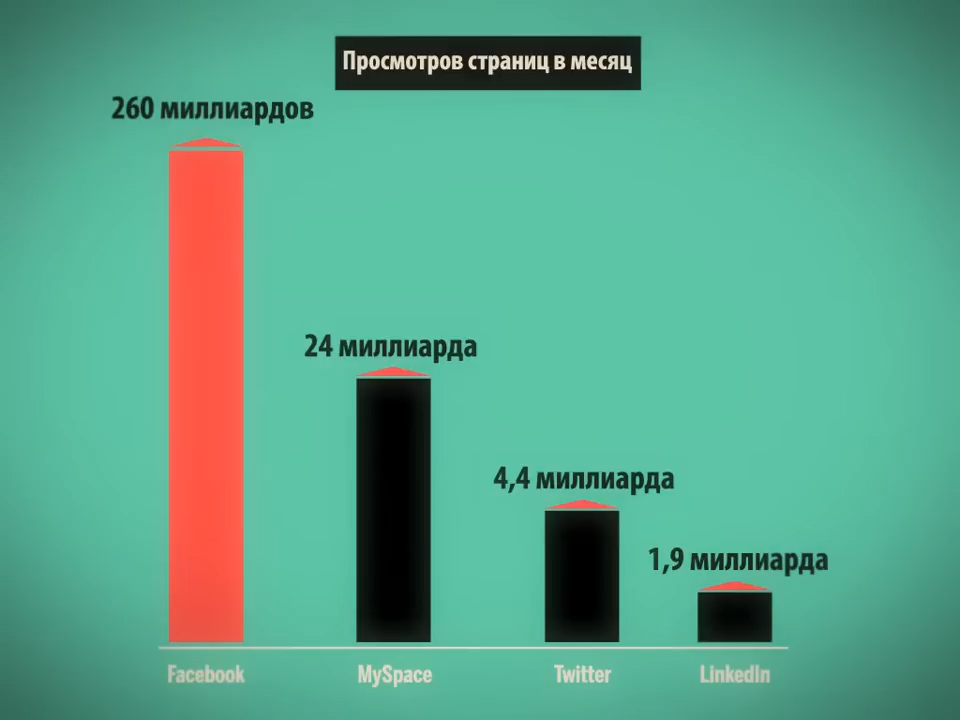 Просмотров страниц в месяц
260 миллиардов
24 миллиарда
4,4 миллиарда
1,9 миллиарда
Facebook
MySpace
Twitter
LinkedIn